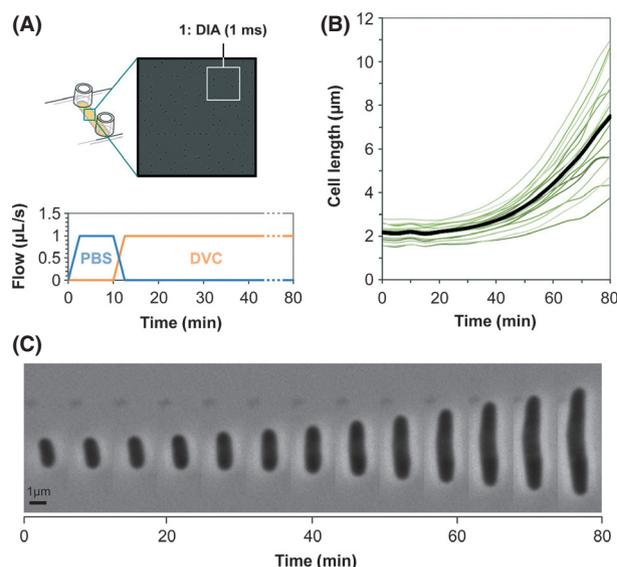 (A)
1: DIA (1 ms)
Flow (µL/s)
1.5
1
0.5
0
PBS
DVC
0 10 20 30 40 80
Time (min)
(B)
Cell length (µm)
12
10
8
6
4
2
0
0 20 40 60 80
Time (min)
(C)
1µm
0 20 40 60 80
Time (min)